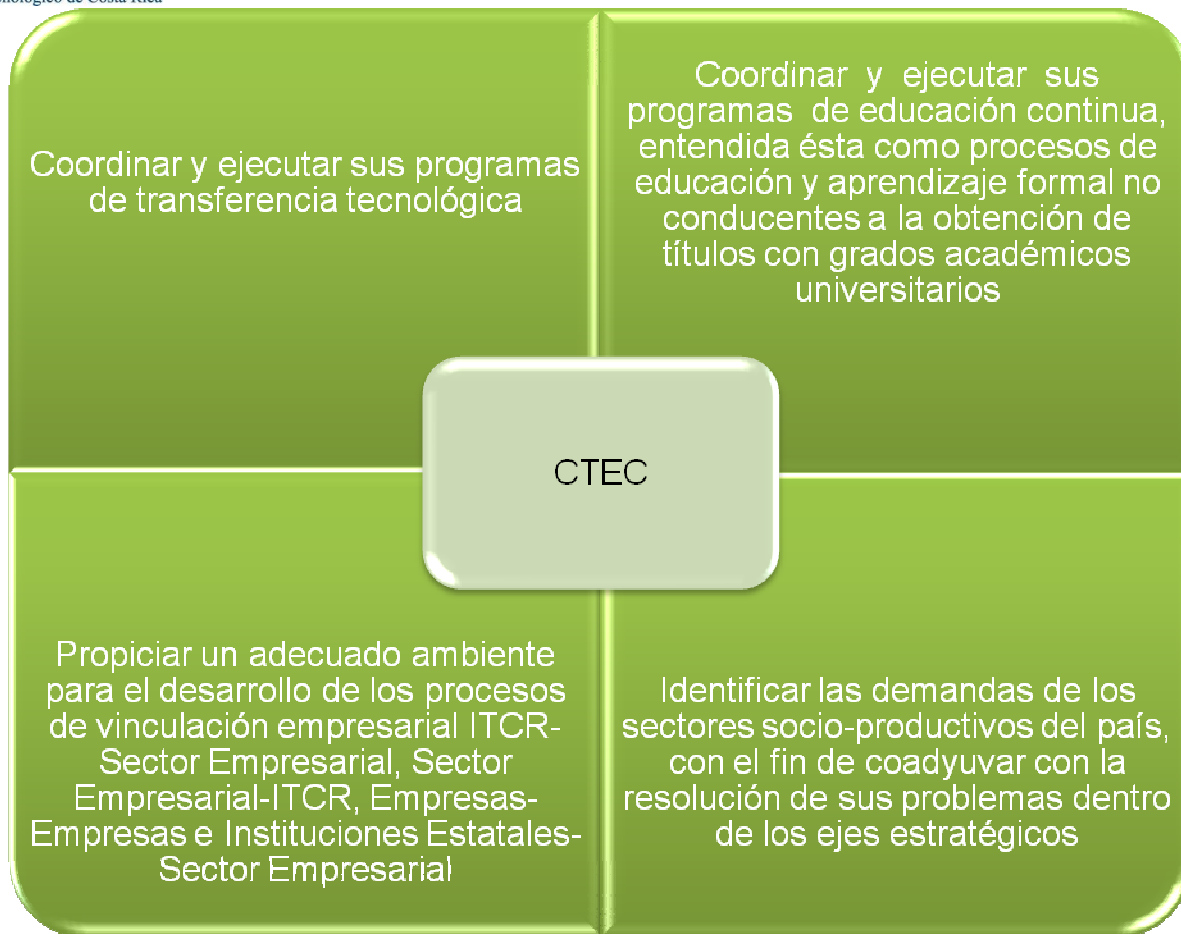 de Costa Rica
Coordinar y ejecutar sus programas
de transferencia tecnológica
Coordinar y ejecutar sus
programas de educación continua,
entendida ésta como procesos de
educación y aprendizaje formal no
conducentes a la obtención de
títulos con grados académicos
universitarios
CTEC
Propiciar un adecuado ambiente
para el desarrollo de los procesos
de vinculación empresarial ITCR-
Sector Empresarial, Sector
Empresarial-ITCR, Empresas-
Empresas e Instituciones Estatales-
Sector Empresarial
Identificar las demandas de los
sectores socio-productivos del país,
con el fin de coadyuvar con la
resolución de sus problemas dentro
de los ejes estratégicos